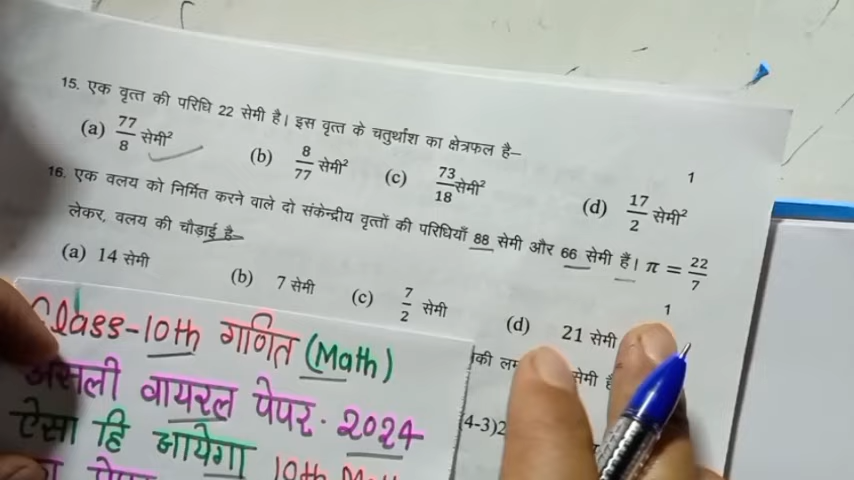 15. एक वृत्त की परिधि 22 सेमी है। इस वृत्त के चतुर्थांश का क्षेत्रफल है–
1
(a) 77/8 सेमी² (b) 8/77 सेमी² (c) 73/18 सेमी² (d) 17/2 सेमी²
16. एक वलय को निर्मित करने वाले दो संकेन्द्रीय वृत्तों की परिधियाँ 88 सेमी और 66 सेमी हैं। π = 22/7
लेकर, वलय की चौड़ाई है–
1
(a) 14 सेमी (b) 7 सेमी (c) 7/2 सेमी (d) 21 सेमी
की सेमी
(4-3)2
Class-10th गणित (Math)
असली वायरल पेपर. 2024
ऐसा हि आयेगा 10th
पेपर